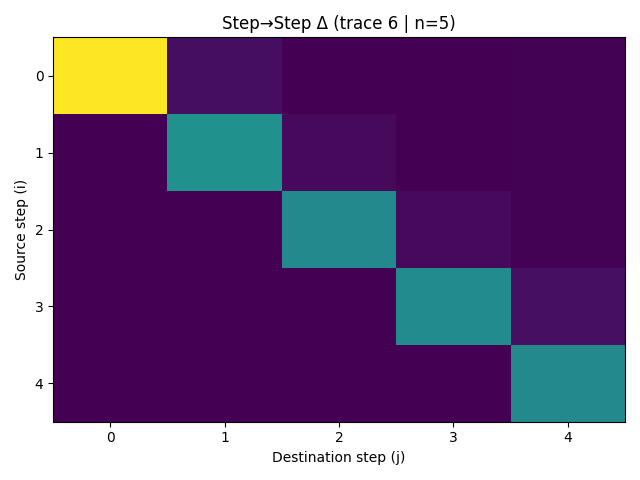 Step→Step Δ (trace 6 | n=5)
Source step (i)
0
1
2
3
4
0 1 2 3 4
Destination step (j)